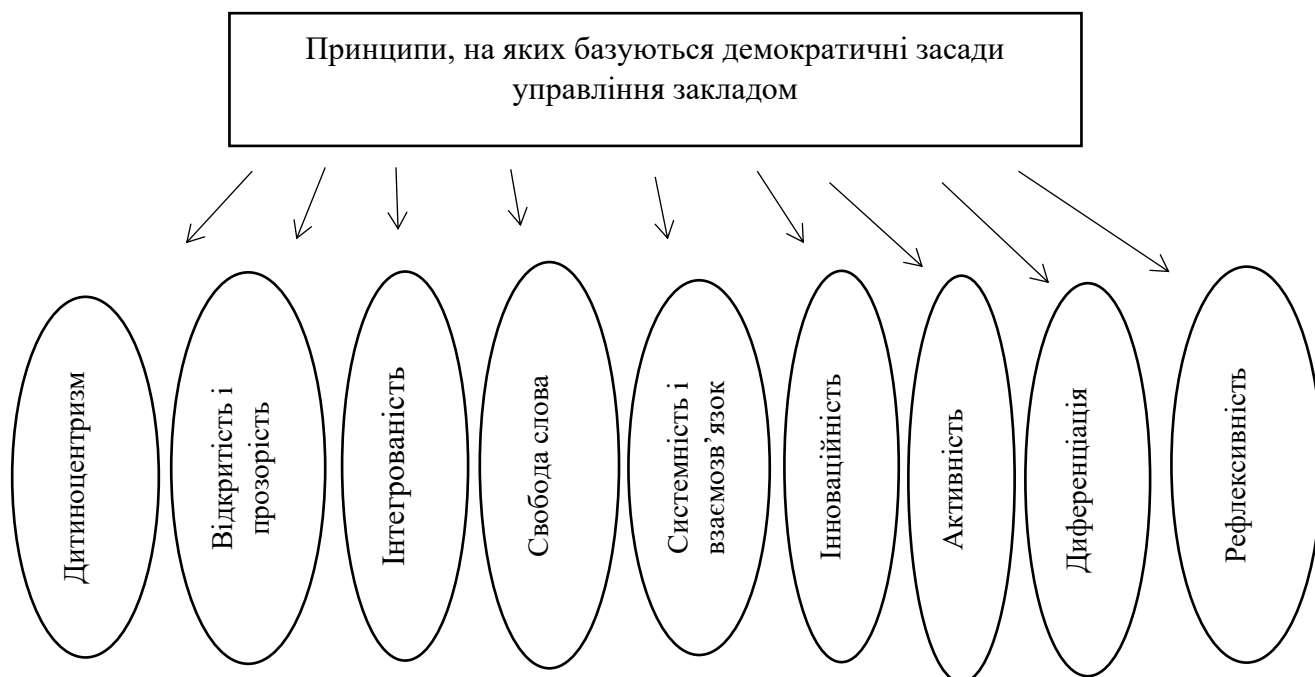 Принципи, на яких базуються демократичні засади
управління закладом
Дитиноцентризм
Відкритість і
прозорість
Інтегрованість
Свобода слова
Системність і
взаємозв’язок
Інноваційність
Активність
Диференціація
Рефлексивність